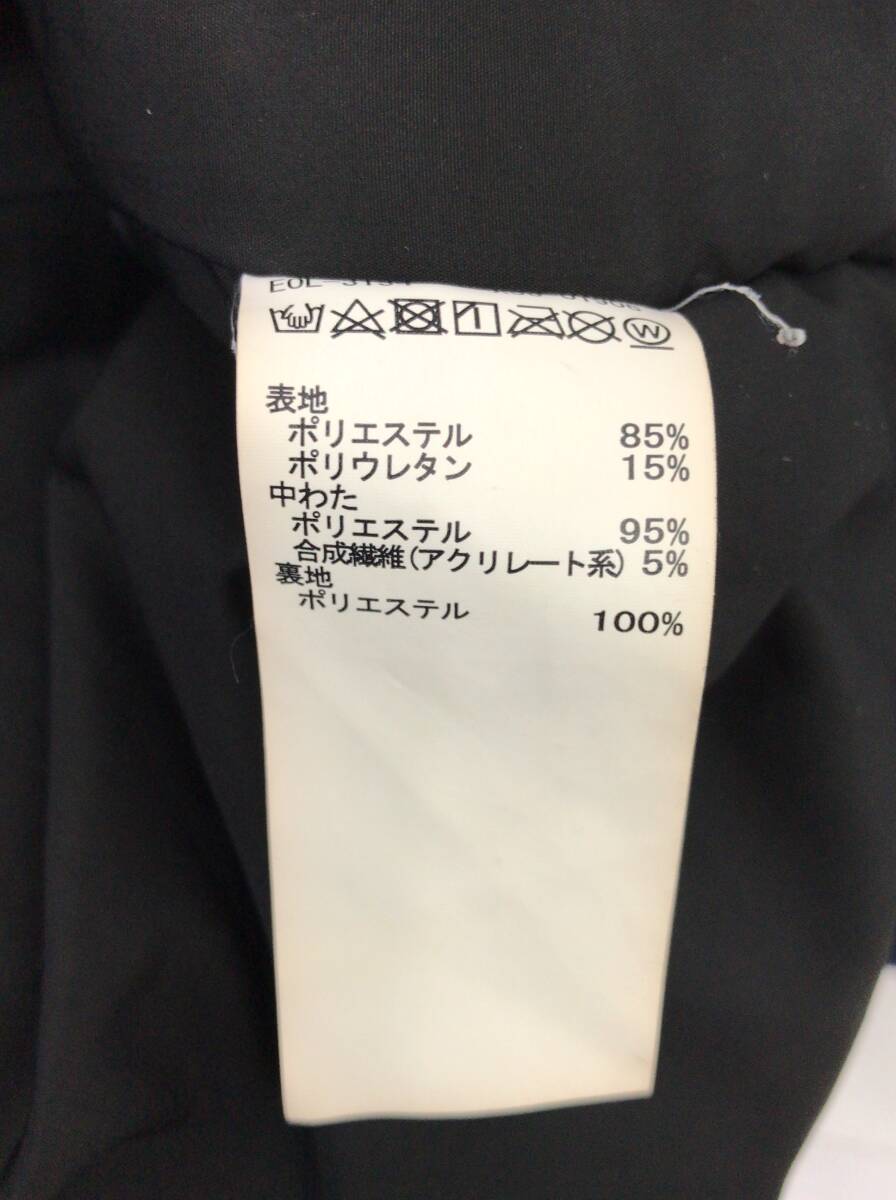 W
表地
ポリエステル 85%
ポリウレタン 15%
中わた
ポリエステル 95%
合成繊維(アクリレート系) 5%
裏地
ポリエステル 100%